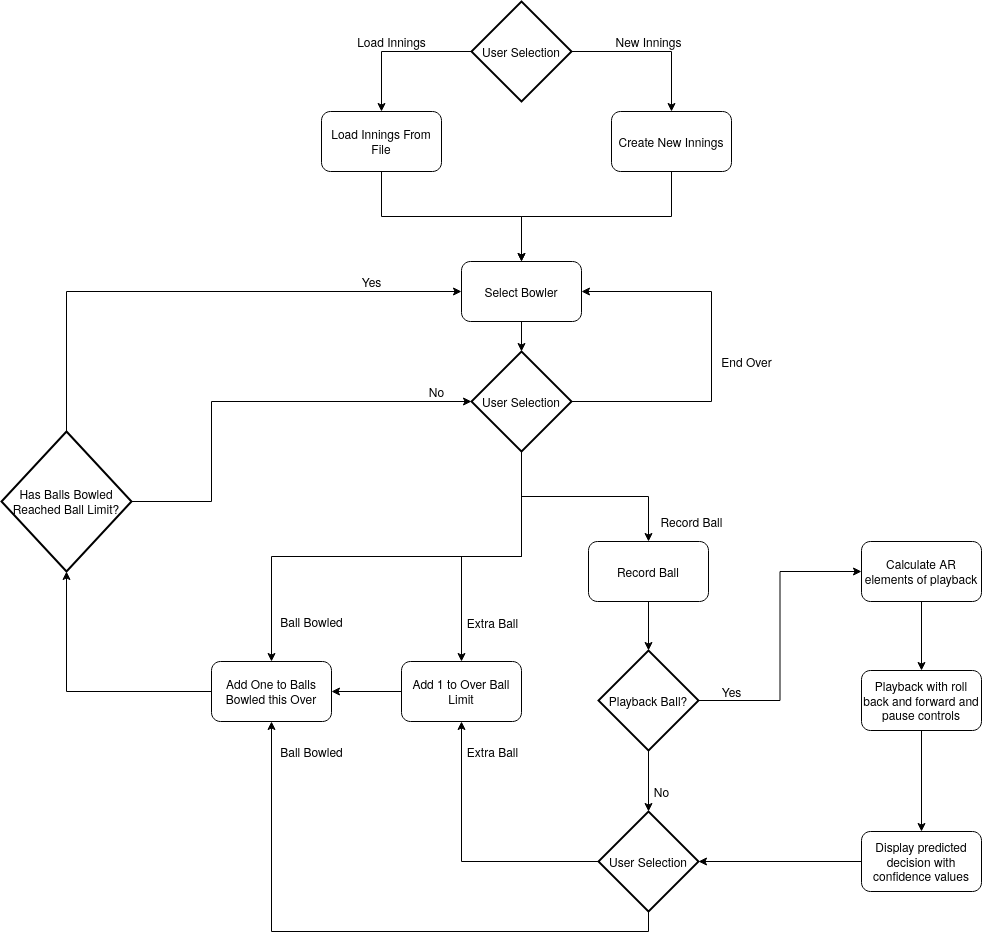 User Selection
Load Innings
New Innings
Load Innings From
File
Create New Innings
Yes
Select Bowler
End Over
No
User Selection
Has Balls Bowled
Reached Ball Limit?
Record Ball
Record Ball
Calculate AR
elements of playback
Ball Bowled
Extra Ball
Add One to Balls
Bowled this Over
Add 1 to Over Ball
Limit
Playback Ball?
Yes
Playback with roll
back and forward and
pause controls
Ball Bowled
Extra Ball
No
User Selection
Display predicted
decision with
confidence values